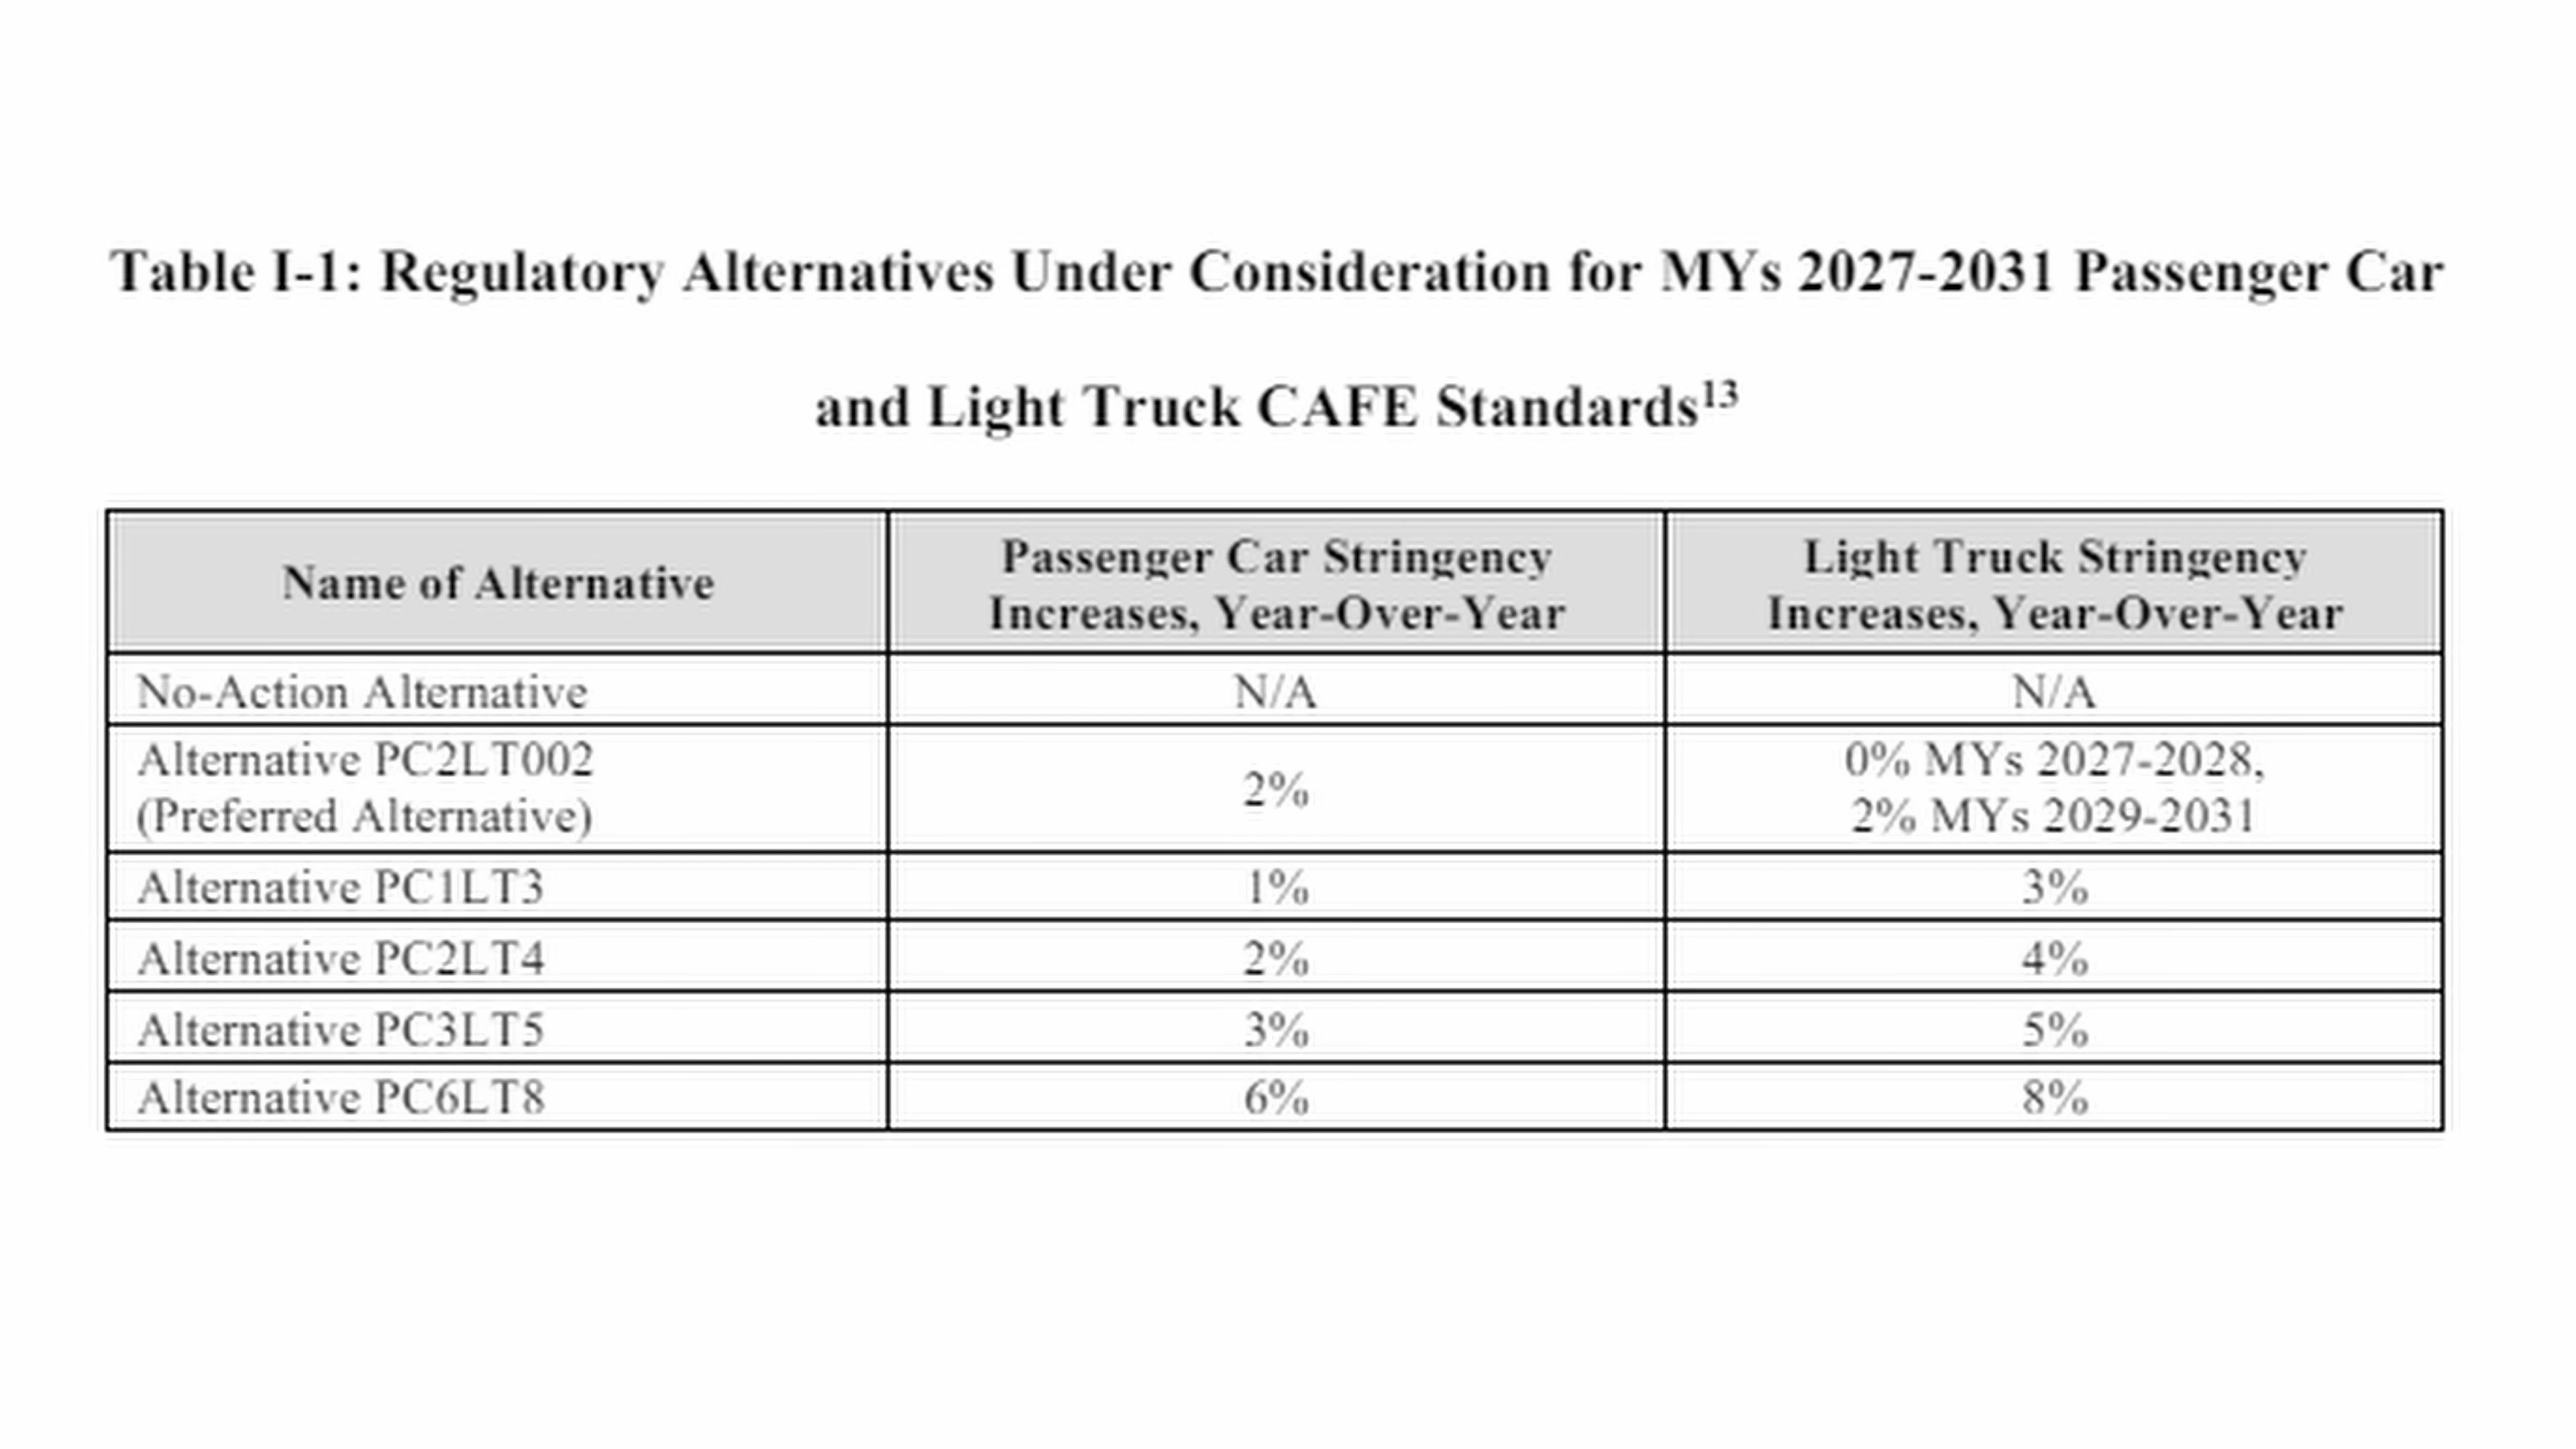 Table I-1: Regulatory Alternatives Under Consideration for MYs 2027-2031 Passenger Car
and Light Truck CAFE Standards¹³
Name of Alternative
Passenger Car Stringency
Increases, Year-Over-Year
Light Truck Stringency
Increases, Year-Over-Year
No-Action Alternative
N/A
N/A
Alternative PC2LT002
(Preferred Alternative)
2%
0% MYs 2027-2028,
2% MYs 2029-2031
Alternative PC1LT3
1%
3%
Alternative PC2LT4
2%
4%
Alternative PC3LT5
3%
5%
Alternative PC6LT8
6%
8%